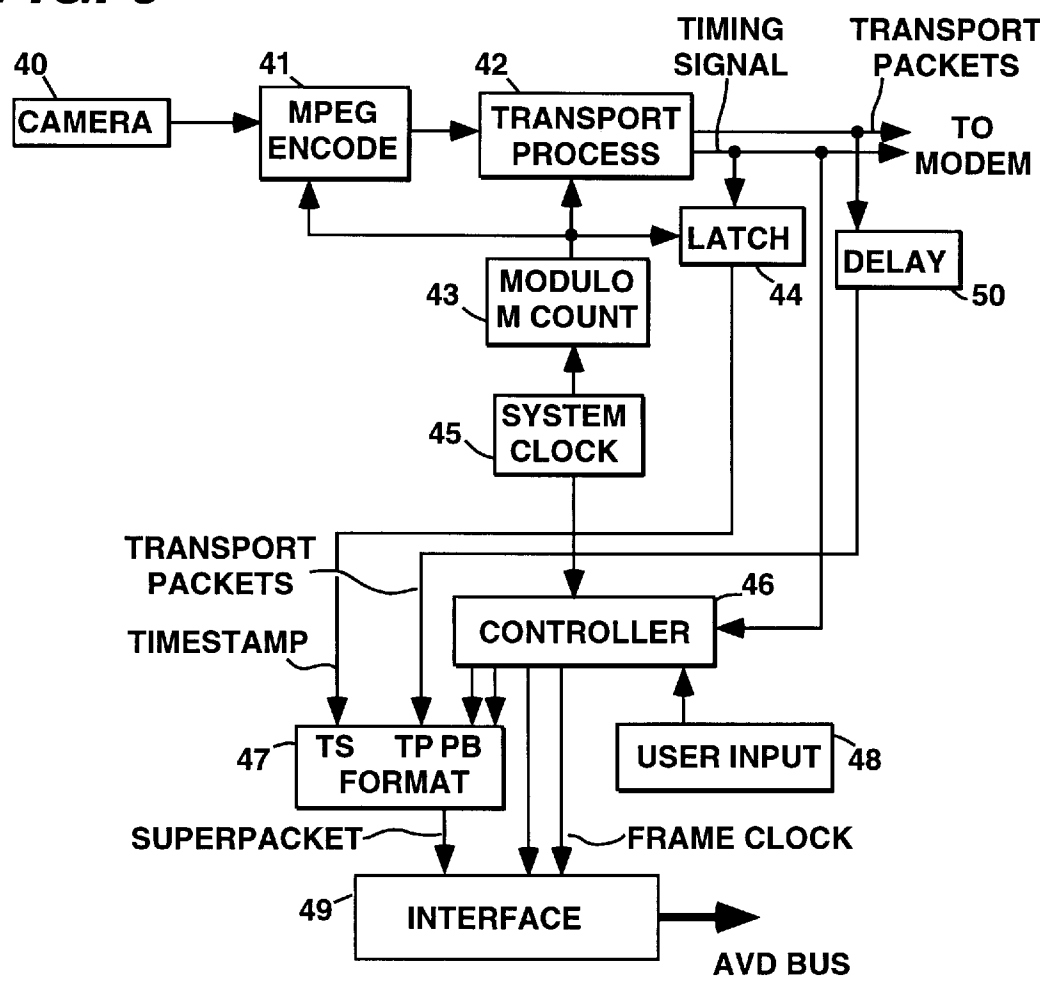 40
CAMERA
41
MPEG
ENCODE
42
TRANSPORT
PROCESS
TIMING
SIGNAL
TRANSPORT
PACKETS
TO
MODEM
LATCH
44
DELAY
50
43
MODULO
M COUNT
45
SYSTEM
CLOCK
TRANSPORT
PACKETS
TIMESTAMP
46
CONTROLLER
47
TS TP PB
FORMAT
USER INPUT
48
SUPERPACKET
FRAME CLOCK
49
INTERFACE
AVD BUS